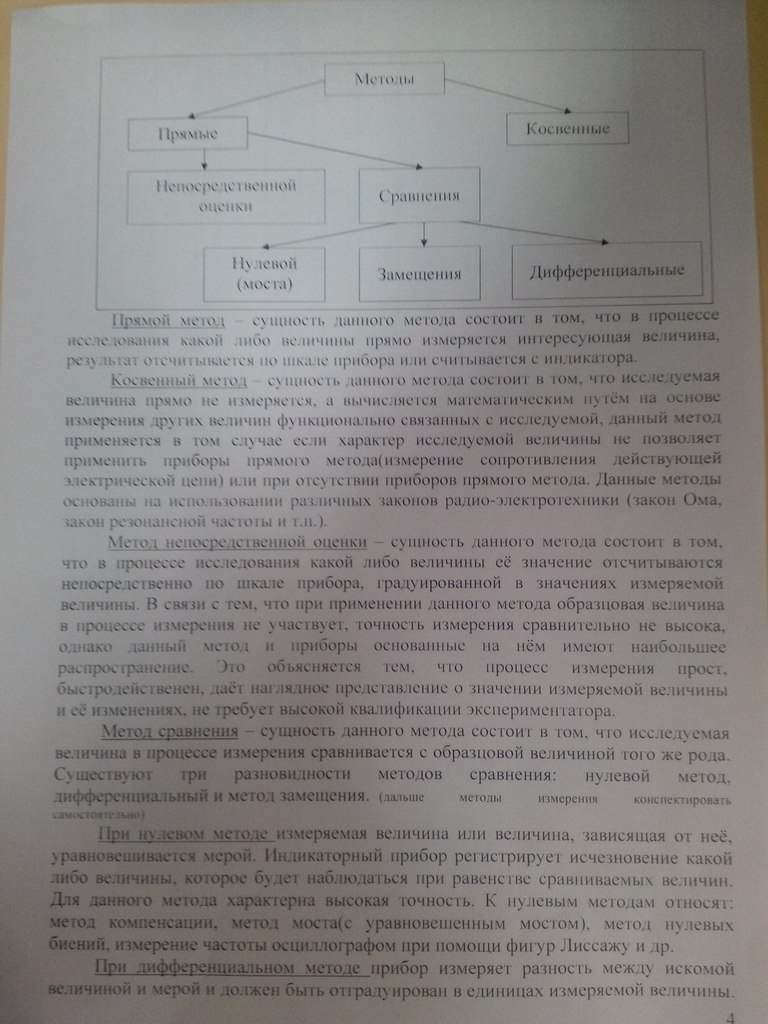 Методы
Прямые
Косвенные
Непосредственной
оценки
Сравнения
Нулевой
(моста)
Замещения
Дифференциальные
Прямой метод – сущность данного метода состоит в том, что в процессе
исследования какой либо величины прямо измеряется интересующая величина,
результат отсчитывается по шкале прибора или считывается с индикатора.
Косвенный метод – сущность данного метода состоит в том, что исследуемая
величина прямо не измеряется, а вычисляется математическим путём на основе
измерения других величин функционально связанных с исследуемой, данный метод
применяется в том случае если характер исследуемой величины не позволяет
применить приборы прямого метода(измерение сопротивления действующей
электрической цепи) или при отсутствии приборов прямого метода. Данные методы
основаны на использовании различных законов радио-электротехники (закон Ома,
закон резонансной частоты и т.п.).
Метод непосредственной оценки – сущность данного метода состоит в том,
что в процессе исследования какой либо величины её значение отсчитываются
непосредственно по шкале прибора, градуированной в значениях измеряемой
величины. В связи с тем, что при применении данного метода образцовая величина
в процессе измерения не участвует, точность измерения сравнительно не высока,
однако данный метод и приборы основанные на нём имеют наибольшее
распространение. Это объясняется тем, что процесс измерения прост,
быстродейственен, даёт наглядное представление о значении измеряемой величины
и её изменениях, не требует высокой квалификации экспериментатора.
Метод сравнения – сущность данного метода состоит в том, что исследуемая
величина в процессе измерения сравнивается с образцовой величиной того же рода.
Существуют три разновидности методов сравнения: нулевой метод,
дифференциальный и метод замещения. (дальше методы измерения конспектировать
самостоятельно)
При нулевом методе измеряемая величина или величина, зависящая от неё,
уравновешивается мерой. Индикаторный прибор регистрирует исчезновение какой
либо величины, которое будет наблюдаться при равенстве сравниваемых величин.
Для данного метода характерна высокая точность. К нулевым методам относят:
метод компенсации, метод моста(с уравновешенным мостом), метод нулевых
биений, измерение частоты осциллографом при помощи фигур Лиссажу и др.
При дифференциальном методе прибор измеряет разность между искомой
величиной и мерой и должен быть отградуирован в единицах измеряемой величины.
4